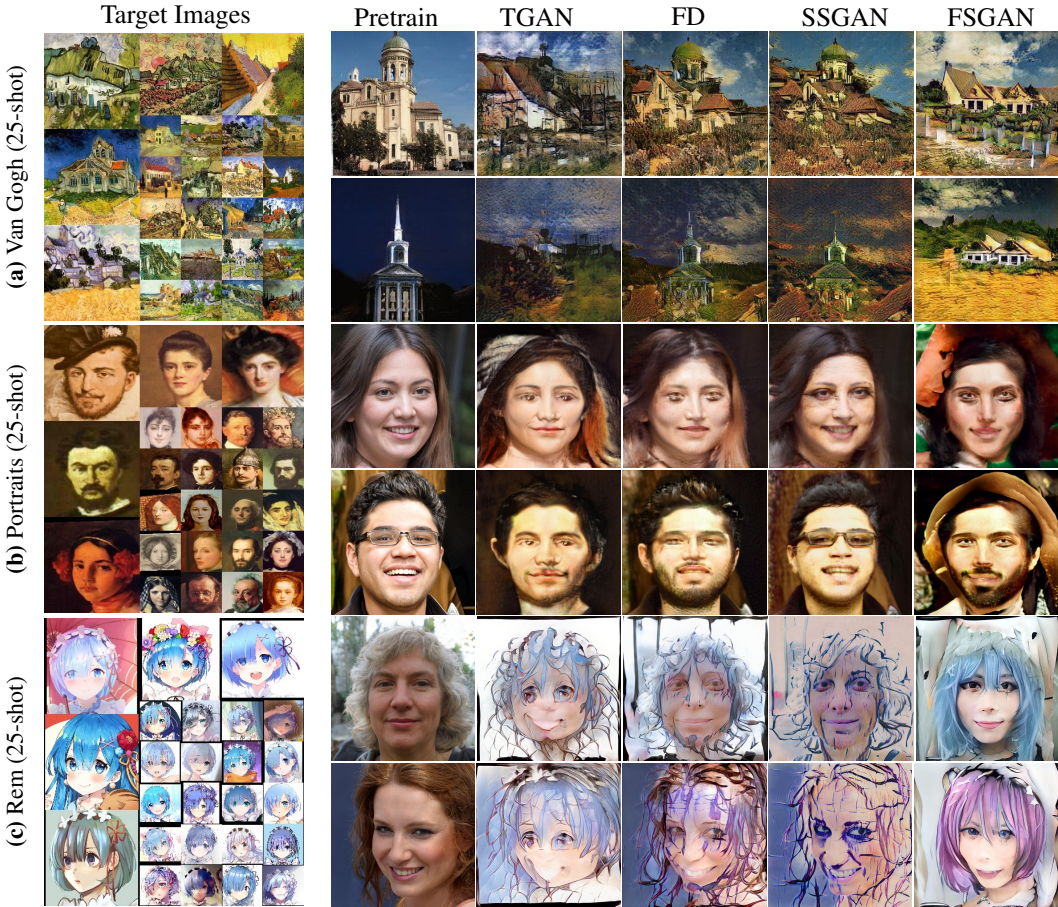 Target Images
Pretrain
TGAN
FD
SSGAN
FSGAN
(a) Van Gogh (25-shot)
(b) Portraits (25-shot)
(c) Rem (25-shot)